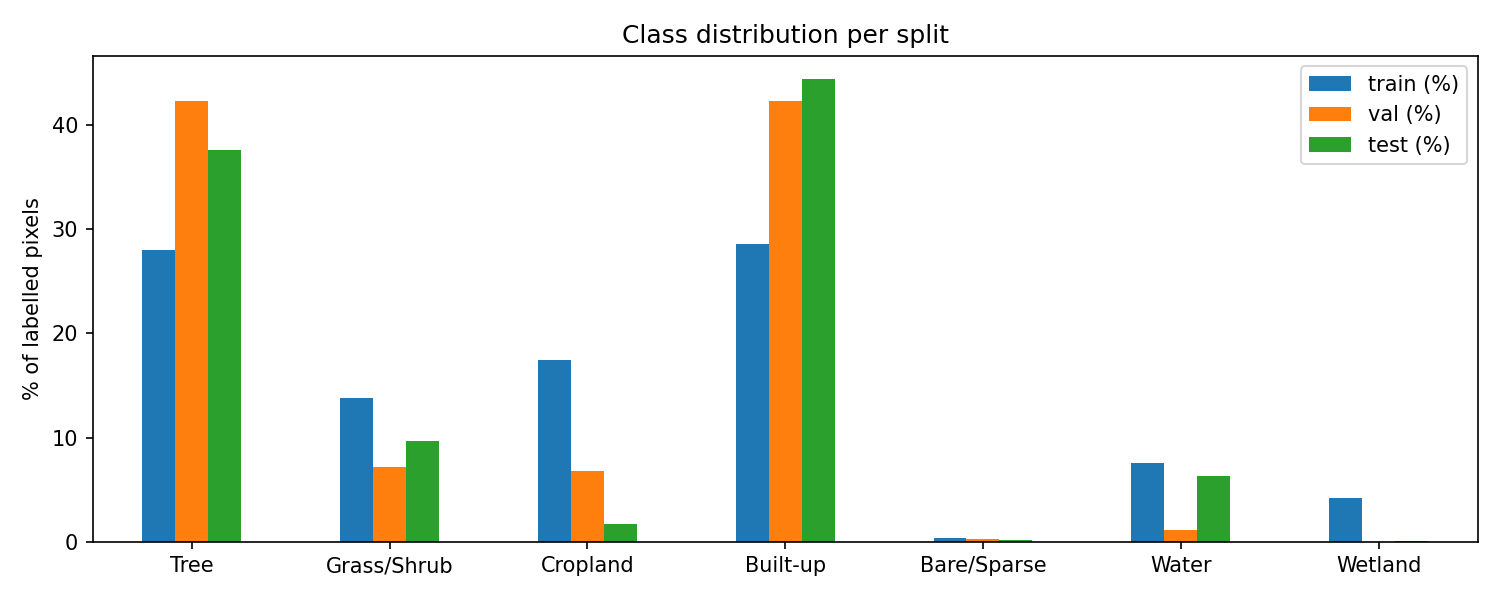 Class distribution per split
train (%)
val (%)
test (%)
% of labelled pixels
40
30
20
10
0
Tree Grass/Shrub Cropland Built-up Bare/Sparse Water Wetland